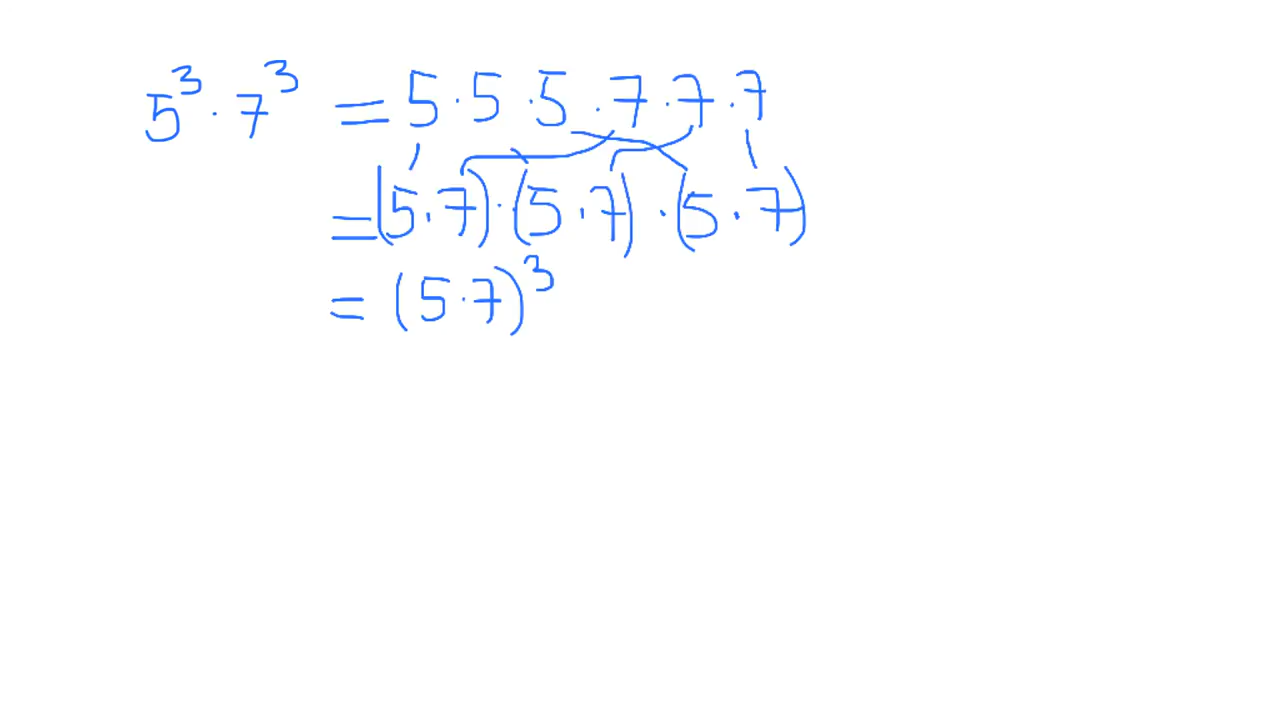 5³ · 7³ = 5 · 5 · 5 · 7 · 7 · 7
= (5 · 7) · (5 · 7) · (5 · 7)
= (5 · 7)³